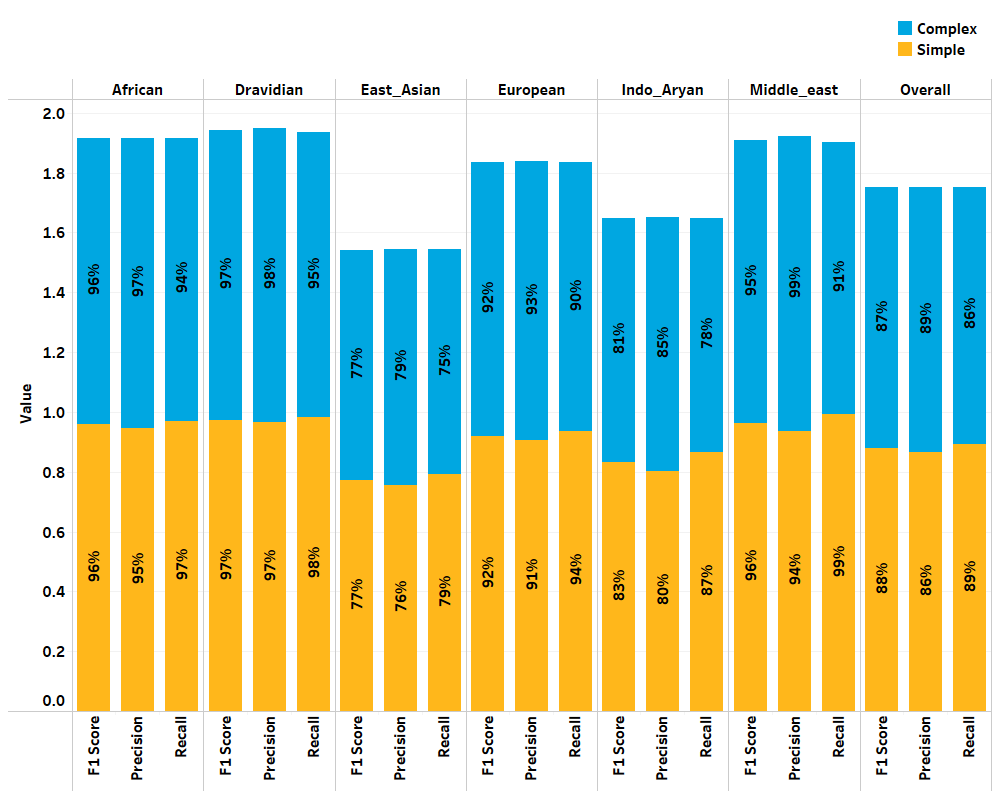 Complex
Simple
African Dravidian East_Asian European Indo_Aryan Middle_east Overall
2.0
1.8
1.6
1.4
1.2
1.0
0.8
0.6
0.4
0.2
0.0
Value
96% 97% 94% 97% 98% 95% 77% 79% 75% 92% 93% 90% 81% 85% 78% 95% 99% 91% 87% 89% 86%
96% 95% 97% 97% 97% 98% 77% 76% 79% 92% 91% 94% 83% 80% 87% 96% 94% 99% 88% 86% 89%
F1 Score Precision Recall F1 Score Precision Recall F1 Score Precision Recall F1 Score Precision Recall F1 Score Precision Recall F1 Score Precision Recall F1 Score Precision Recall